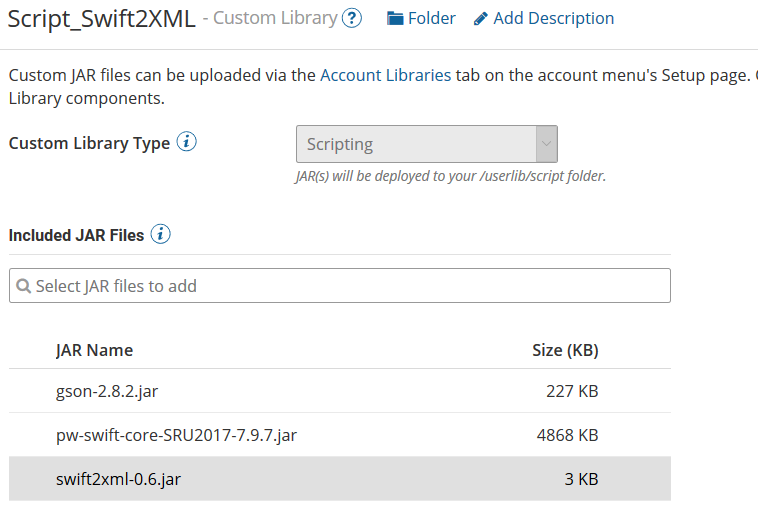 Script_Swift2XML - Custom Library ? Folder Add Description
Custom JAR files can be uploaded via the Account Libraries tab on the account menu's Setup page.
Library components.
Custom Library Type i Scripting
JAR(s) will be deployed to your /userlib/script folder.
Included JAR Files i
Select JAR files to add
JAR Name Size (KB)
gson-2.8.2.jar 227 KB
pw-swift-core-SRU2017-7.9.7.jar 4868 KB
swift2xml-0.6.jar 3 KB